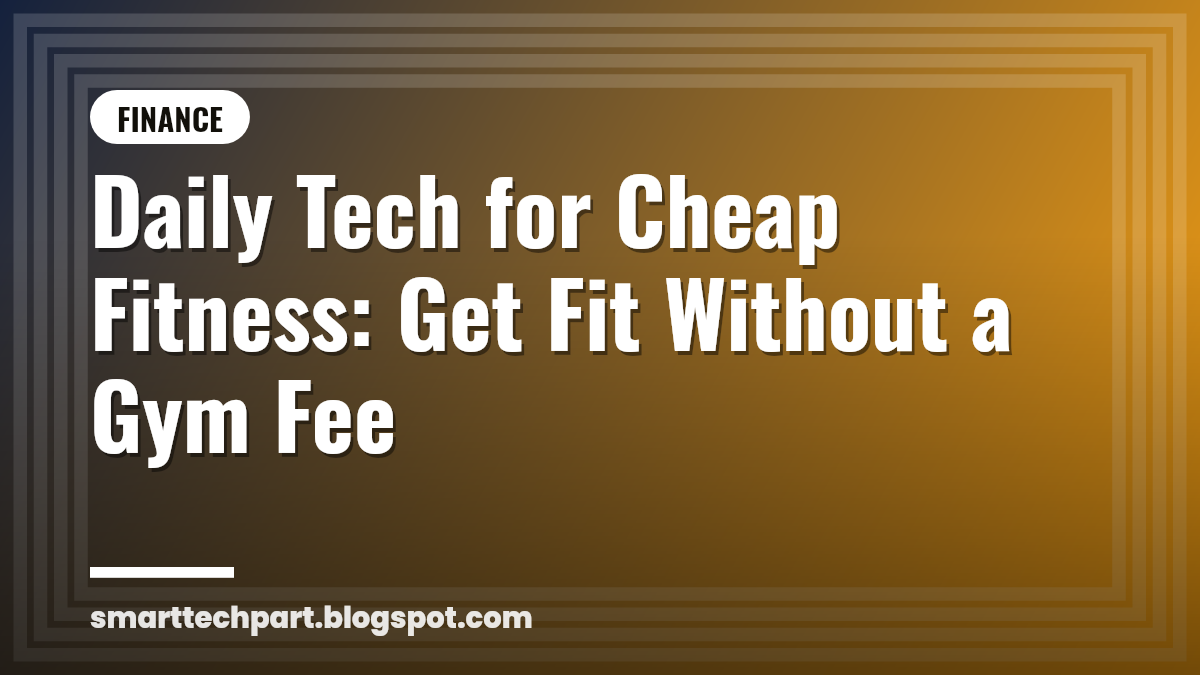 FINANCE
Daily Tech for Cheap
Fitness: Get Fit Without a
Gym Fee
smarttechpart.blogspot.com